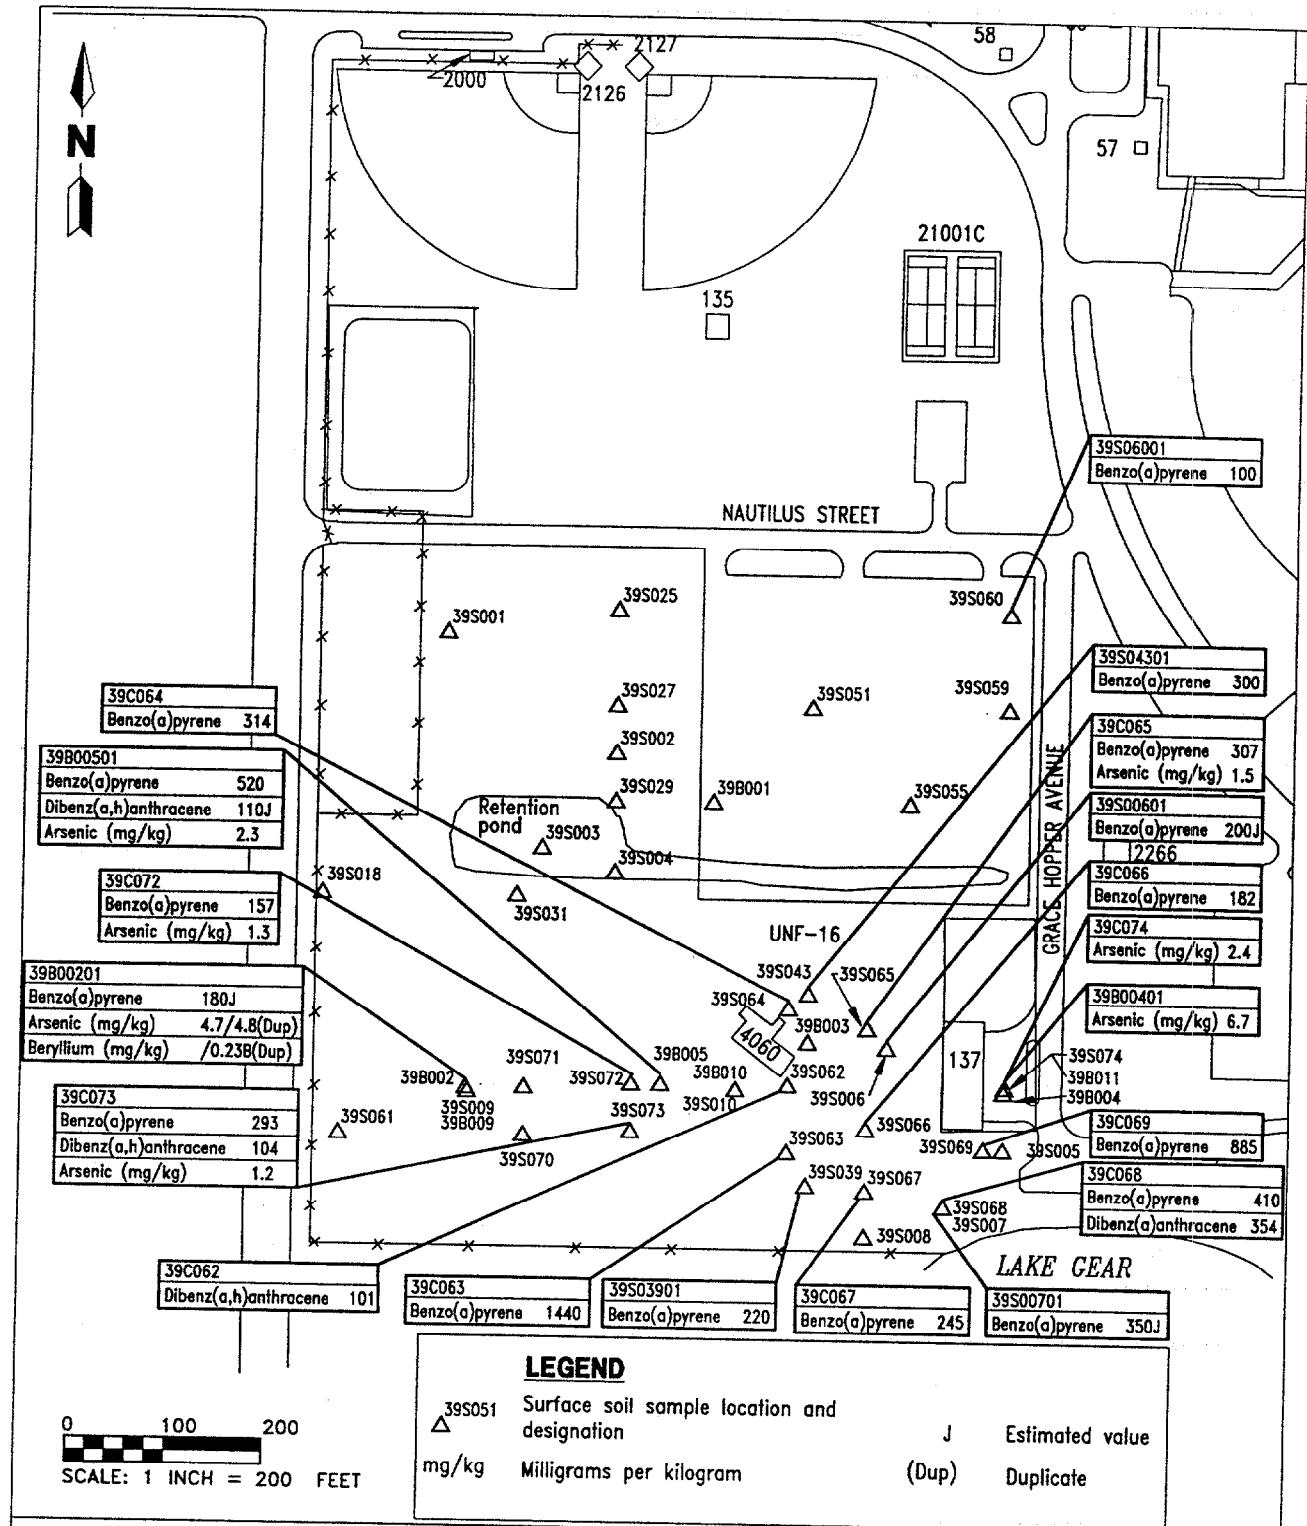 58
2127
2000
2126
N
57
21001C
135
39S06001
Benzo(a)pyrene 100
NAUTILUS STREET
39S025
39S060
39S001
39S04301
Benzo(a)pyrene 300
39C064
Benzo(a)pyrene 314
39S027
39S051
39S059
39C065
Benzo(a)pyrene 307
Arsenic (mg/kg) 1.5
39S002
39B00501
Benzo(a)pyrene 520
Dibenz(a,h)anthracene 110J
Arsenic (mg/kg) 2.3
GRACE HOPPER AVENUE
39S029
39B001
39S055
Retention
pond
39S003
39S00601
Benzo(a)pyrene 200J
2266
39S004
39S018
39S031
39C072
Benzo(a)pyrene 157
Arsenic (mg/kg) 1.3
39C066
Benzo(a)pyrene 182
39C074
Arsenic (mg/kg) 2.4
UNF-16
39B00201
Benzo(a)pyrene 180J
Arsenic (mg/kg) 4.7/4.8(Dup)
Beryllium (mg/kg) /0.23B(Dup)
39S043
39S065
39S064
39B003
4060
39B00401
Arsenic (mg/kg) 6.7
137
39S074
39B011
39B004
39B002
39S071
39S072
39B005
39B010
39S062
39S009
39B009
39S073
39S010
39S006
39C073
Benzo(a)pyrene 293
Dibenz(a,h)anthracene 104
Arsenic (mg/kg) 1.2
39S061
39S070
39S063
39S066
39S069
39S005
39C069
Benzo(a)pyrene 885
39S039
39S067
39S068
39S007
39C068
Benzo(a)pyrene 410
Dibenz(a)anthracene 354
39S008
LAKE GEAR
39C062
Dibenz(a,h)anthracene 101
39C063
Benzo(a)pyrene 1440
39S03901
Benzo(a)pyrene 220
39C067
Benzo(a)pyrene 245
39S00701
Benzo(a)pyrene 350J
LEGEND
39S051
Surface soil sample location and
designation
J Estimated value
mg/kg Milligrams per kilogram
(Dup) Duplicate
0 100 200
SCALE: 1 INCH = 200 FEET